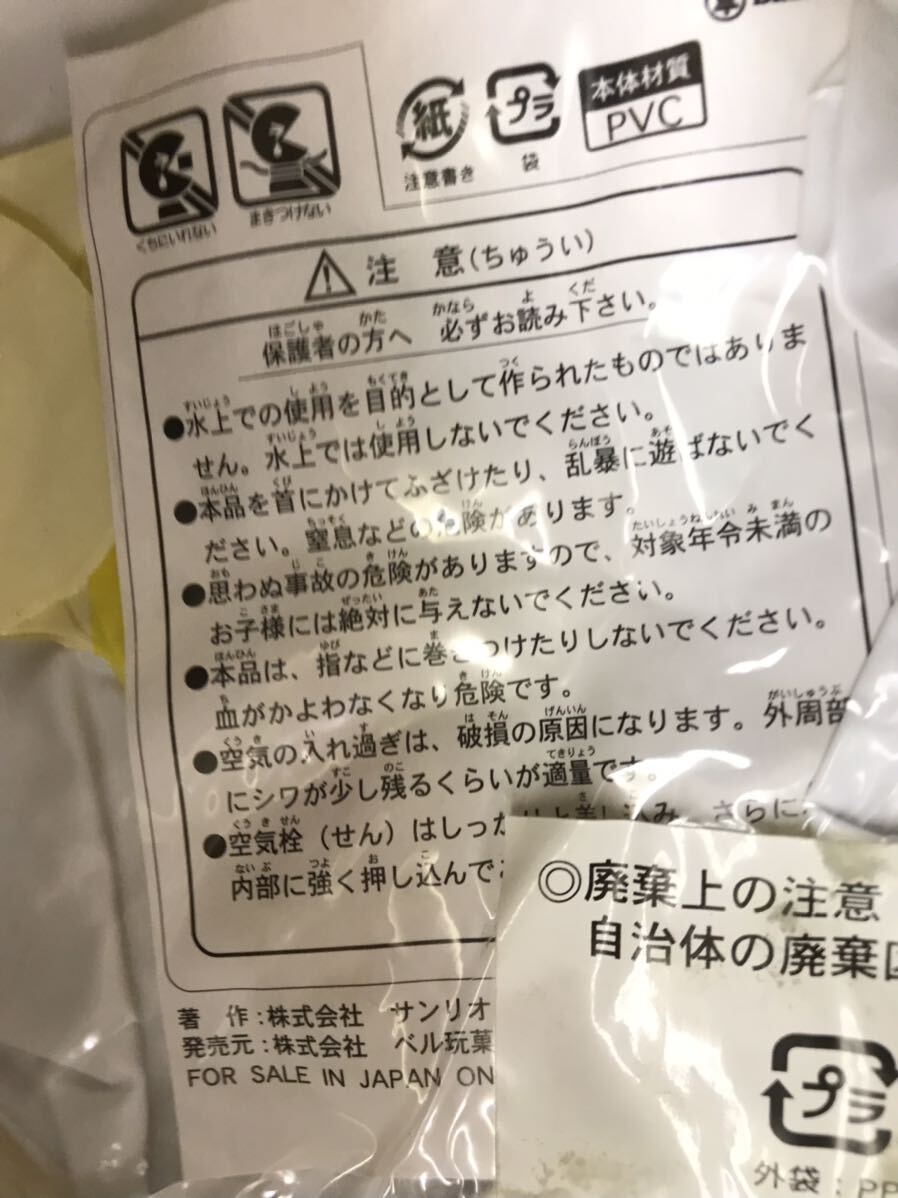 くちにいれない
まきつけない
紙
注意書き
プラ
袋
本体材質
PVC
注 意(ちゅうい)
保護者の方へ 必ずお読み下さい。
●水上での使用を目的として作られたものではありま
せん。水上では使用しないでください。
●本品を首にかけてふざけたり、乱暴に遊ばないでく
ださい。窒息などの危険があります。
●思わぬ事故の危険がありますので、対象年令未満の
お子様には絶対に与えないでください。
●本品は、指などに巻きつけたりしないでください。
血がかよわなくなり危険です。
●空気の入れ過ぎは、破損の原因になります。外周部
にシワが少し残るくらいが適量です。
●空気栓(せん)はしっかりと差し込み、さらに
内部に強く押し込んで
著 作:株式会社 サンリオ
発売元:株式会社 ベル玩菓
FOR SALE IN JAPAN ON
◎廃棄上の注意
自治体の廃棄
プラ
外袋:PP